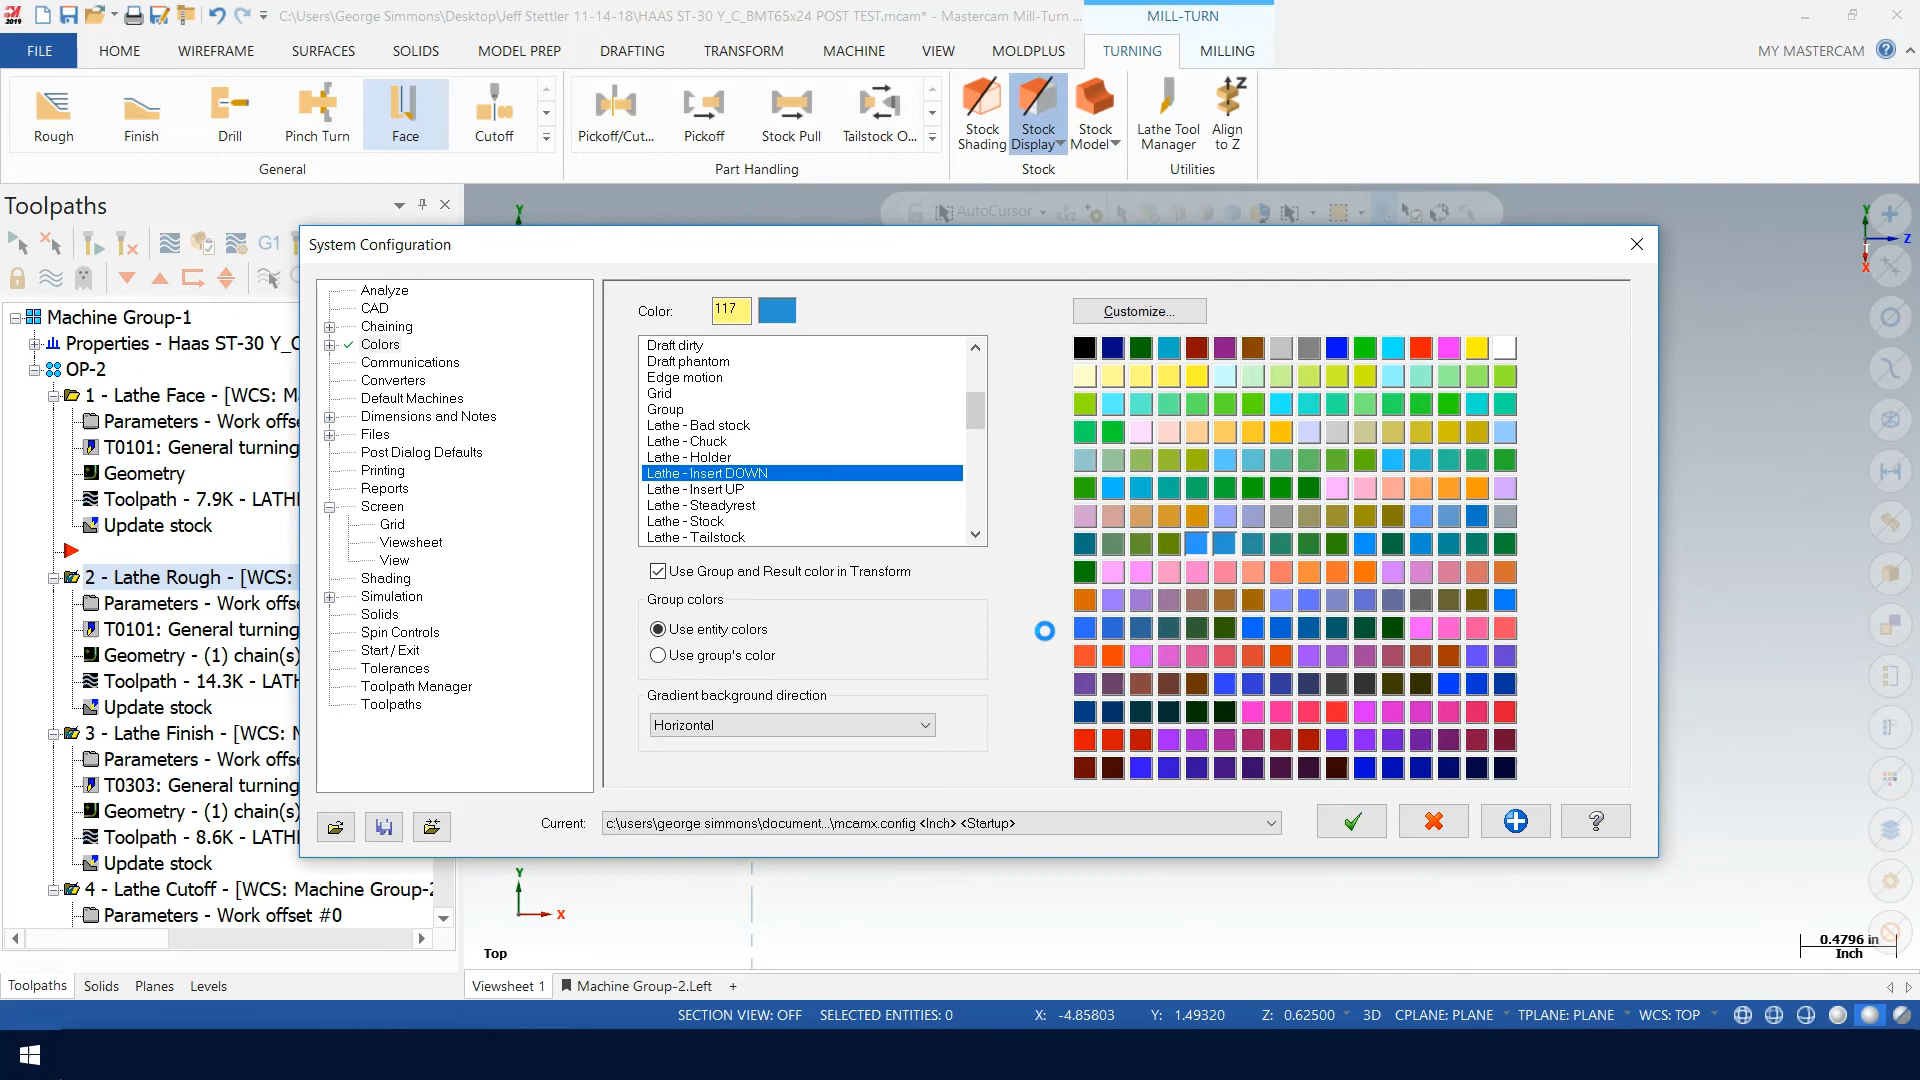 2019
C:\Users\George Simmons\Desktop\Jeff Stettler 11-14-18\HAAS ST-30 Y_C_BMT65x24 POST TEST.mcam* - Mastercam Mill-Turn ...
MILL-TURN
FILE
HOME
WIREFRAME
SURFACES
SOLIDS
MODEL PREP
DRAFTING
TRANSFORM
MACHINE
VIEW
MOLDPLUS
TURNING
MILLING
MY MASTERCAM
Rough
Finish
Drill
Pinch Turn
Face
Cutoff
General
Pickoff/Cut...
Pickoff
Stock Pull
Tailstock O...
Part Handling
Stock
Shading
Stock
Display
Stock
Model
Stock
Lathe Tool
Manager
Align
to Z
Utilities
Toolpaths
G1
AutoCursor
Machine Group-1
Properties - Haas ST-30 Y_C
OP-2
1 - Lathe Face - [WCS: M
Parameters - Work offse
T0101: General turning
Geometry
Toolpath - 7.9K - LATH
Update stock
2 - Lathe Rough - [WCS:
Parameters - Work offse
T0101: General turning
Geometry - (1) chain(s)
Toolpath - 14.3K - LATH
Update stock
3 - Lathe Finish - [WCS: M
Parameters - Work offse
T0303: General turning
Geometry - (1) chain(s)
Toolpath - 8.6K - LATH
Update stock
4 - Lathe Cutoff - [WCS: Machine Group-2
Parameters - Work offset #0
System Configuration
Analyze
CAD
Chaining
Colors
Communications
Converters
Default Machines
Dimensions and Notes
Files
Post Dialog Defaults
Printing
Reports
Screen
Grid
Viewsheet
View
Shading
Simulation
Solids
Spin Controls
Start / Exit
Tolerances
Toolpath Manager
Toolpaths
Color:
117
Customize...
Draft dirty
Draft phantom
Edge motion
Grid
Group
Lathe - Bad stock
Lathe - Chuck
Lathe - Holder
Lathe - Insert DOWN
Lathe - Insert UP
Lathe - Steadyrest
Lathe - Stock
Lathe - Tailstock
Use Group and Result color in Transform
Group colors
Use entity colors
Use group's color
Gradient background direction
Horizontal
Current:
c:\users\george simmons\document...\mcamx.config <Inch> <Startup>
Y
Y
Z
T
X
Y
X
Top
0.4796 in
Inch
Toolpaths
Solids
Planes
Levels
Viewsheet 1
Machine Group-2.Left
+
SECTION VIEW: OFF
SELECTED ENTITIES: 0
X: -4.85803
Y: 1.49320
Z: 0.62500
3D
CPLANE: PLANE
TPLANE: PLANE
WCS: TOP